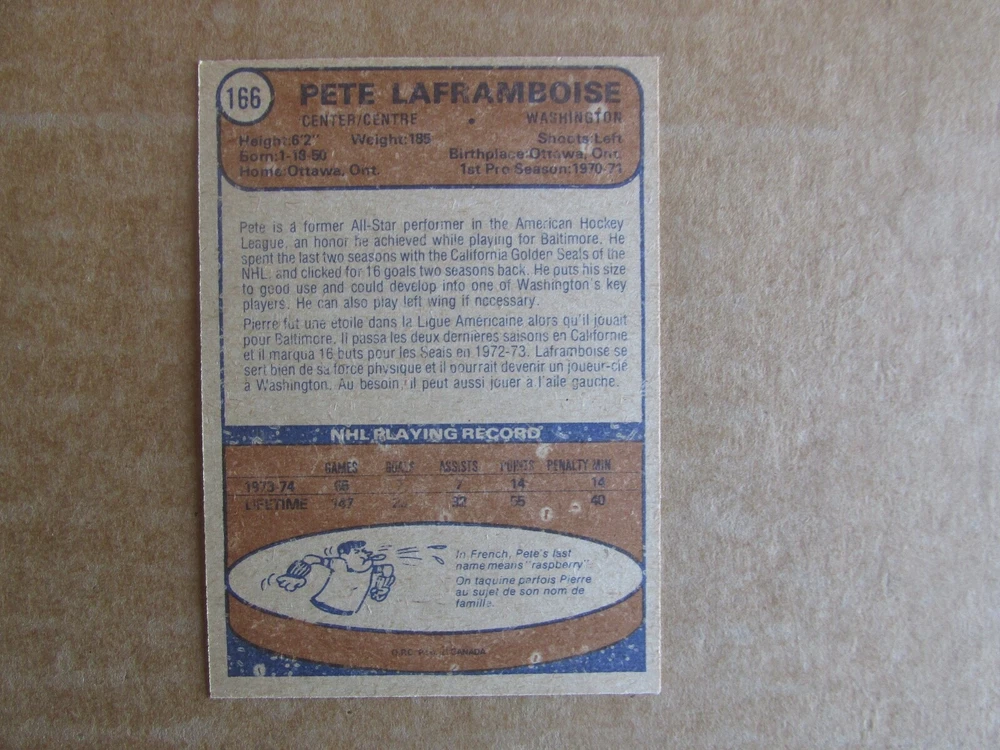 166
PETE LAFRAMBOISE
CENTER/CENTRE • WASHINGTON
Height:6'2" Weight:185 Shoots:Left
Born:1-18-50 Birthplace:Ottawa, Ont.
Home:Ottawa, Ont. 1st Pro Season:1970-71
Pete is a former All-Star performer in the American Hockey
League, an honor he achieved while playing for Baltimore. He
spent the last two seasons with the California Golden Seals of the
NHL and clicked for 16 goals two seasons back. He puts his size
to good use and could develop into one of Washington's key
players. He can also play left wing if necessary.
Pierre fut une étoile dans la Ligue Américaine alors qu'il jouait
pour Baltimore. Il passa les deux dernières saisons en Californie
et il marqua 16 buts pour les Seals en 1972-73. Laframboise se
sert bien de sa force physique et il pourrait devenir un joueur-clé
à Washington. Au besoin il peut aussi jouer à l'aile gauche.
NHL PLAYING RECORD
GAMES GOALS ASSISTS POINTS PENALTY MIN.
1973-74 7 14 14
LIFETIME 32 40
In French, Pete's last
name means "raspberry"
On taquine parfois Pierre
au sujet de son nom de
famille.
CANADA